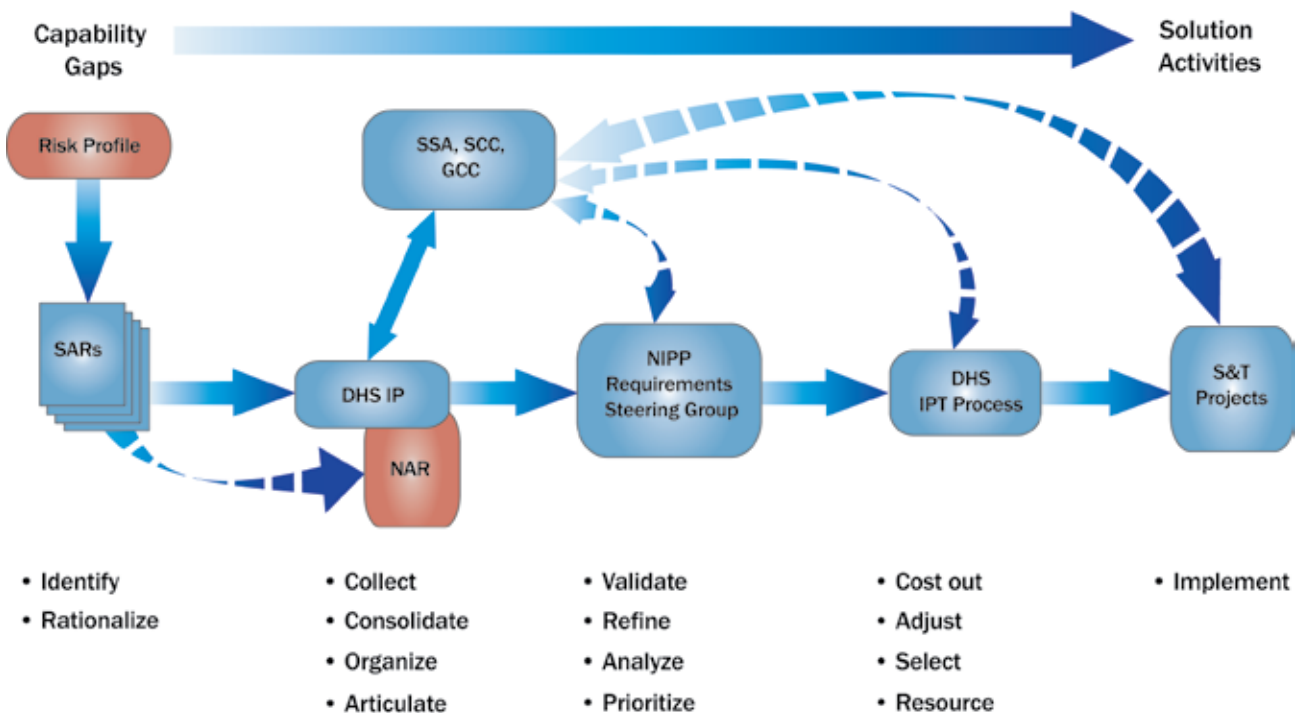 Capability
Gaps
Solution
Activities
Risk Profile
SSA, SCC,
GCC
SARs
DHS IP
NAR
NIPP
Requirements
Steering Group
DHS
IPT Process
S&T
Projects
• Identify
• Rationalize
• Collect
• Consolidate
• Organize
• Articulate
• Validate
• Refine
• Analyze
• Prioritize
• Cost out
• Adjust
• Select
• Resource
• Implement